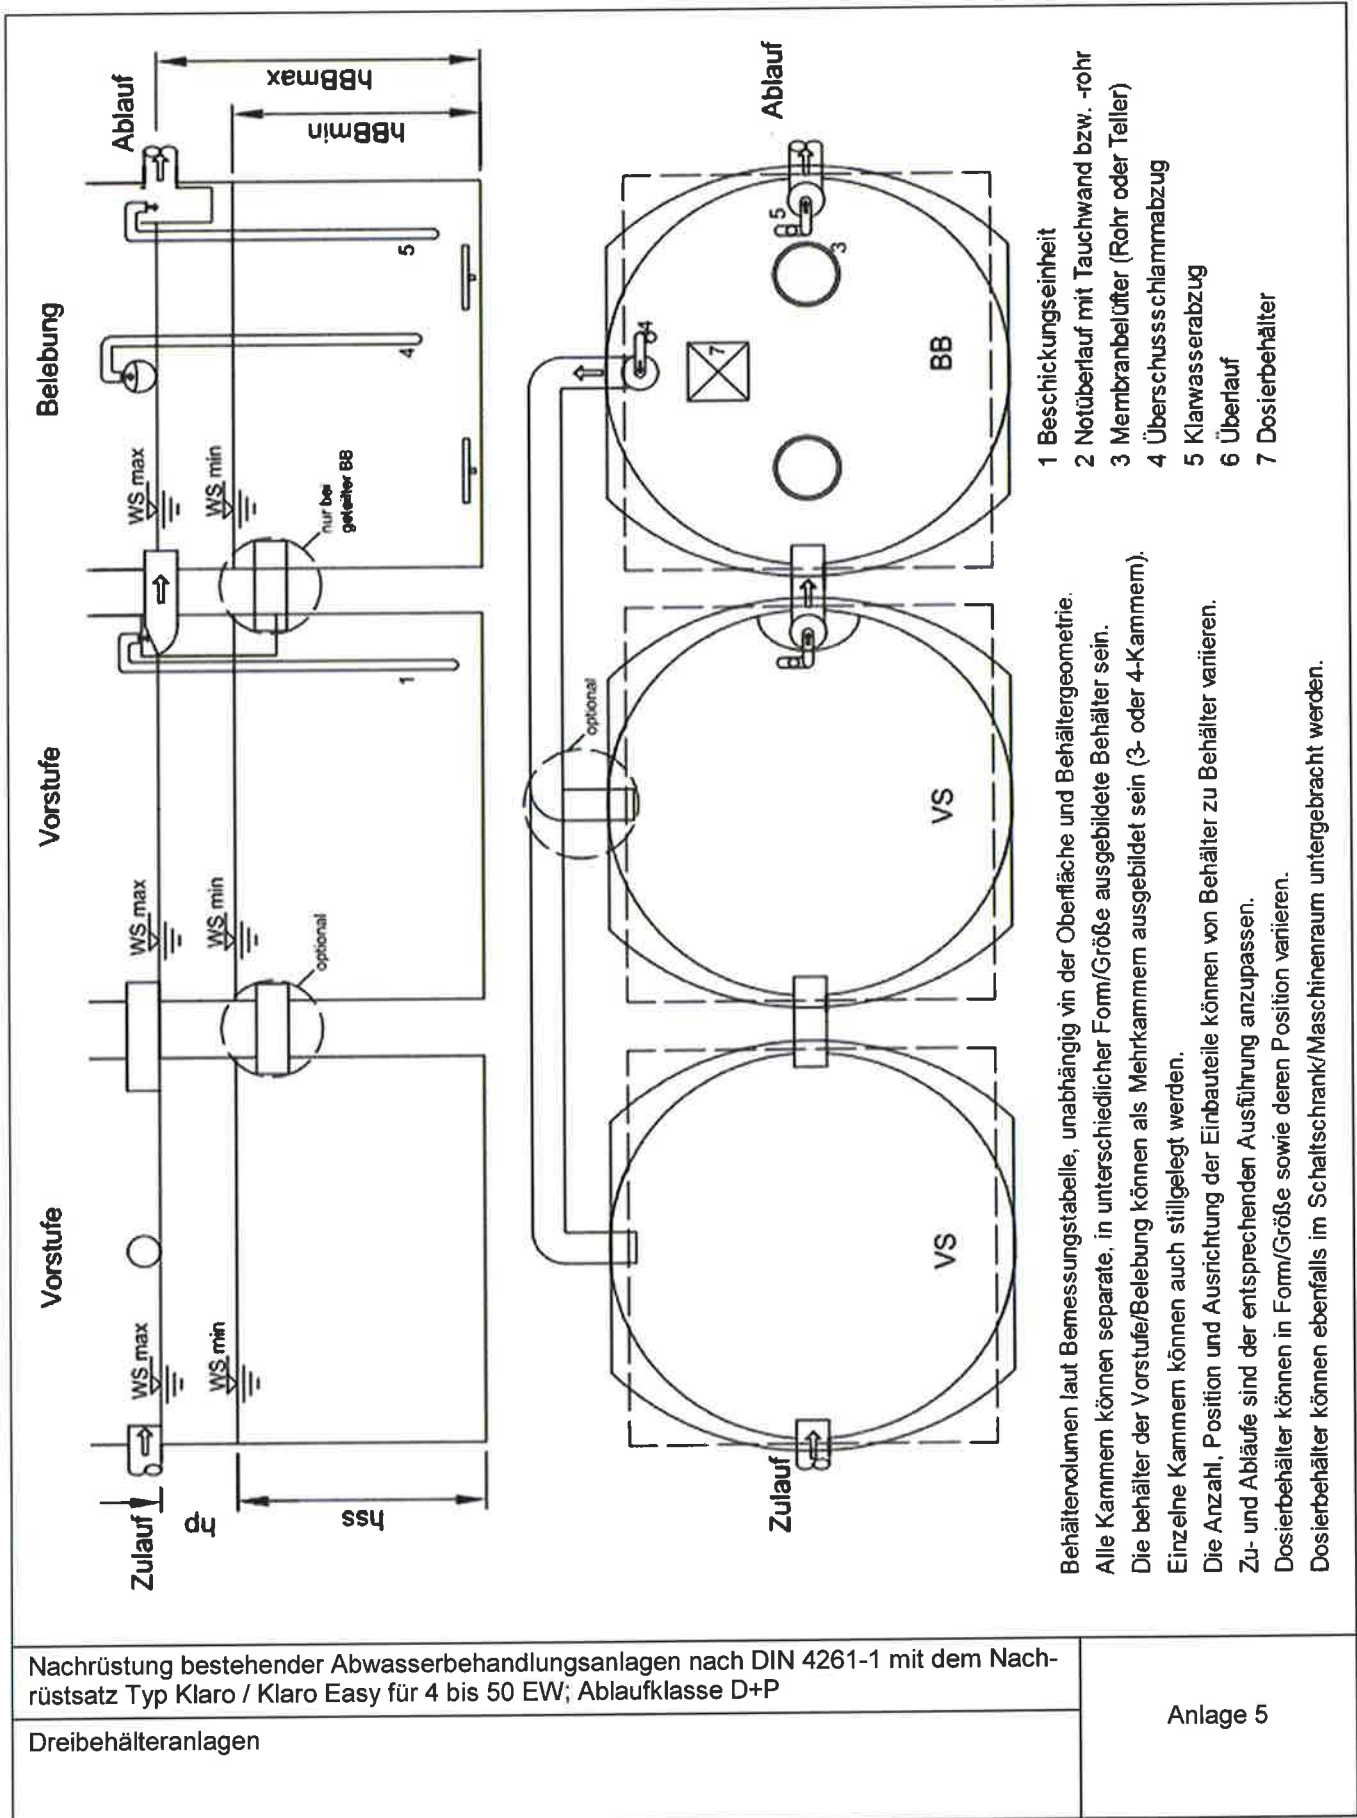 Vorstufe
Vorstufe
Belebung
Zulauf
WS max
WS max
WS max
Ablauf
WS min
WS min
WS min
hp
hss
optional
nur bei
geteilter BB
1
4
5
hBBmin
hBBmax
optional
Zulauf
VS
VS
BB
4
7
3
5
Ablauf
Behältervolumen laut Bemessungstabelle, unabhängig vin der Oberfläche und Behältergeometrie.
Alle Kammern können separate, in unterschiedlicher Form/Größe ausgebildete Behälter sein.
Die behälter der Vorstufe/Belebung können als Mehrkammern ausgebildet sein (3- oder 4-Kammern).
Einzelne Kammern können auch stillgelegt werden.
Die Anzahl, Position und Ausrichtung der Einbauteile können von Behälter zu Behälter variieren.
Zu- und Abläufe sind der entsprechenden Ausführung anzupassen.
Dosierbehälter können in Form/Größe sowie deren Position variieren.
Dosierbehälter können ebenfalls im Schaltschrank/Maschinenraum untergebracht werden.
1 Beschickungseinheit
2 Notüberlauf mit Tauchwand bzw. -rohr
3 Membranbelüfter (Rohr oder Teller)
4 Überschussschlammabzug
5 Klarwasserabzug
6 Überlauf
7 Dosierbehälter
Nachrüstung bestehender Abwasserbehandlungsanlagen nach DIN 4261-1 mit dem Nach-
rüstsatz Typ Klaro / Klaro Easy für 4 bis 50 EW; Ablaufklasse D+P
Dreibehälteranlagen
Anlage 5